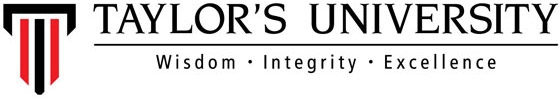 TAYLOR'S UNIVERSITY
Wisdom · Integrity · Excellence